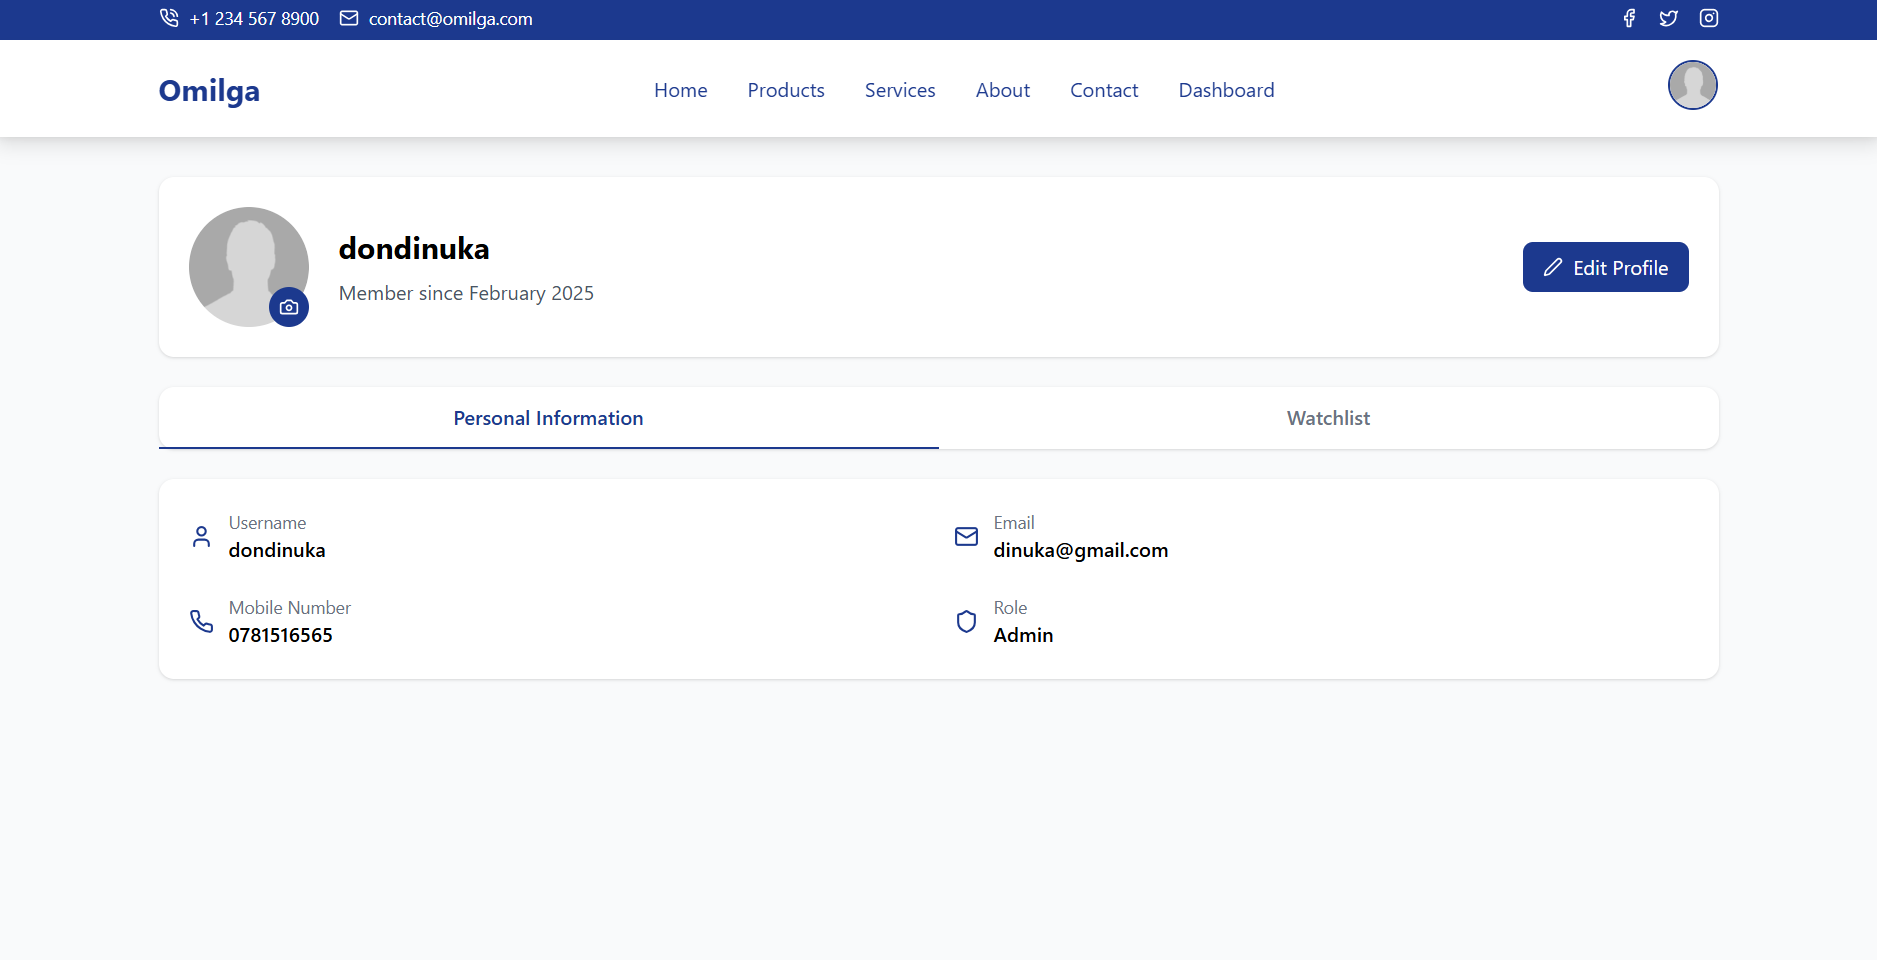 +1 234 567 8900 contact@omilga.com
Omilga
Home Products Services About Contact Dashboard
dondinuka
Member since February 2025
Edit Profile
Personal Information Watchlist
Username
dondinuka
Email
dinuka@gmail.com
Mobile Number
0781516565
Role
Admin